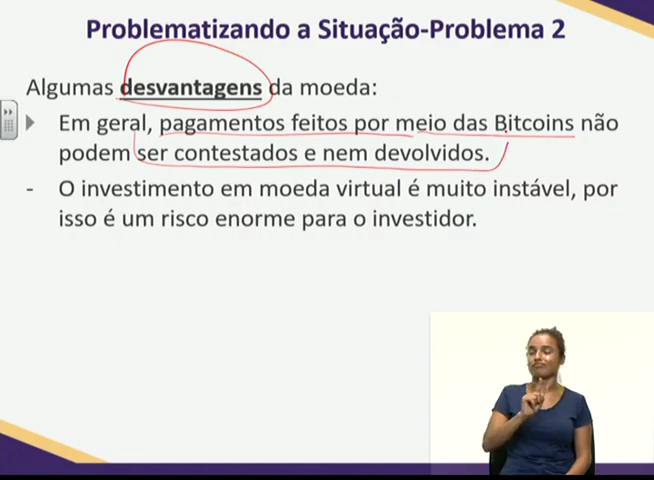 Problematizando a Situação-Problema 2
Algumas desvantagens da moeda:
Em geral, pagamentos feitos por meio das Bitcoins não
podem ser contestados e nem devolvidos.
- O investimento em moeda virtual é muito instável, por
isso é um risco enorme para o investidor.